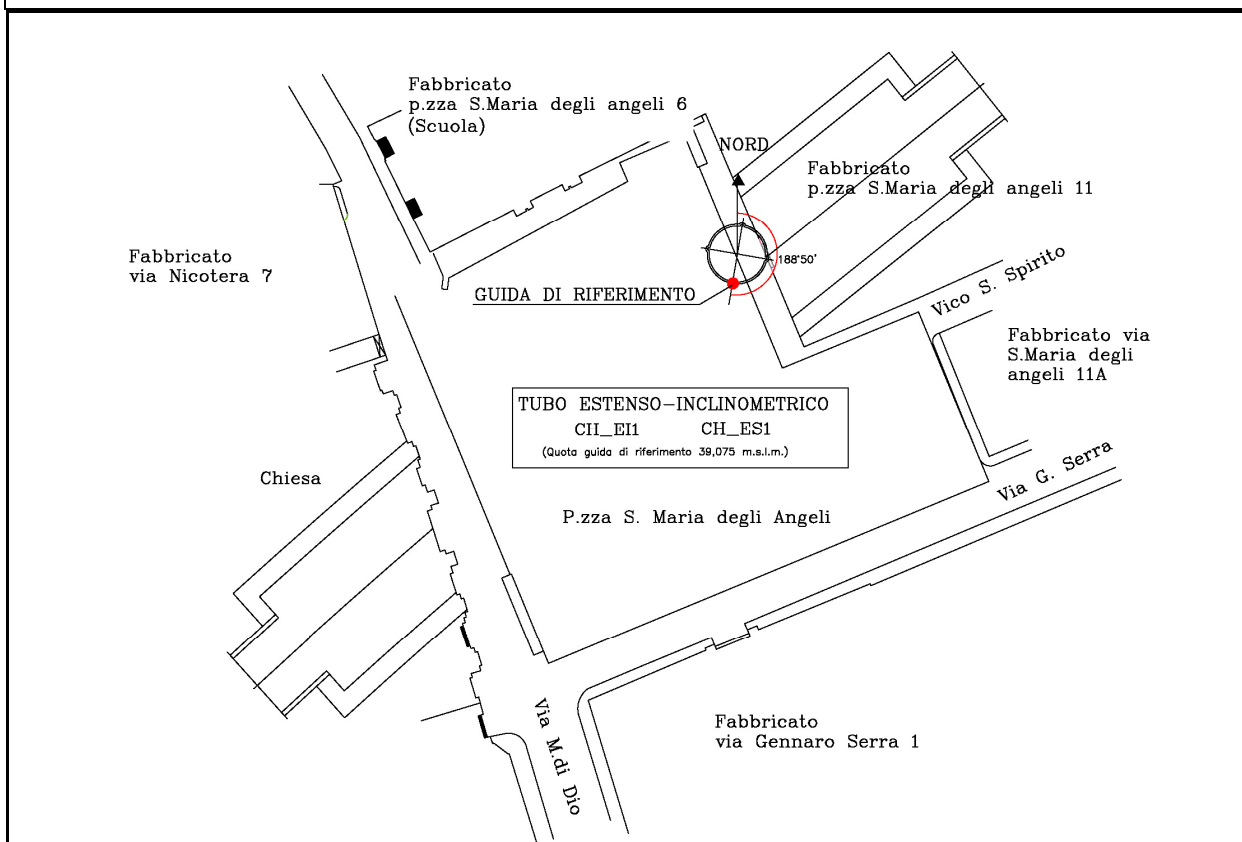 Fabbricato
p.zza S.Maria degli angeli 6
(Scuola)
NORD
Fabbricato
p.zza S.Maria degli angeli 11
Fabbricato
via Nicotera 7
188°50'
GUIDA DI RIFERIMENTO
Vico S. Spirito
Fabbricato via
S.Maria degli
angeli 11A
TUBO ESTENSO-INCLINOMETRICO
CH_EI1 CH_ES1
(Quota guida di riferimento 39,075 m.s.l.m.)
Chiesa
Via G. Serra
P.zza S. Maria degli Angeli
Via M.di Dio
Fabbricato
via Gennaro Serra 1